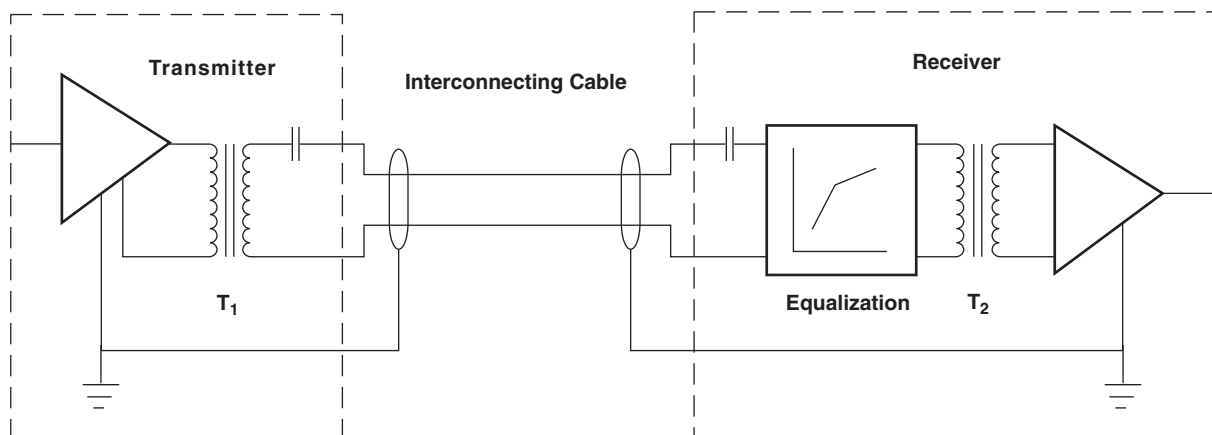 Transmitter
Interconnecting Cable
Receiver
T1
Equalization
T2